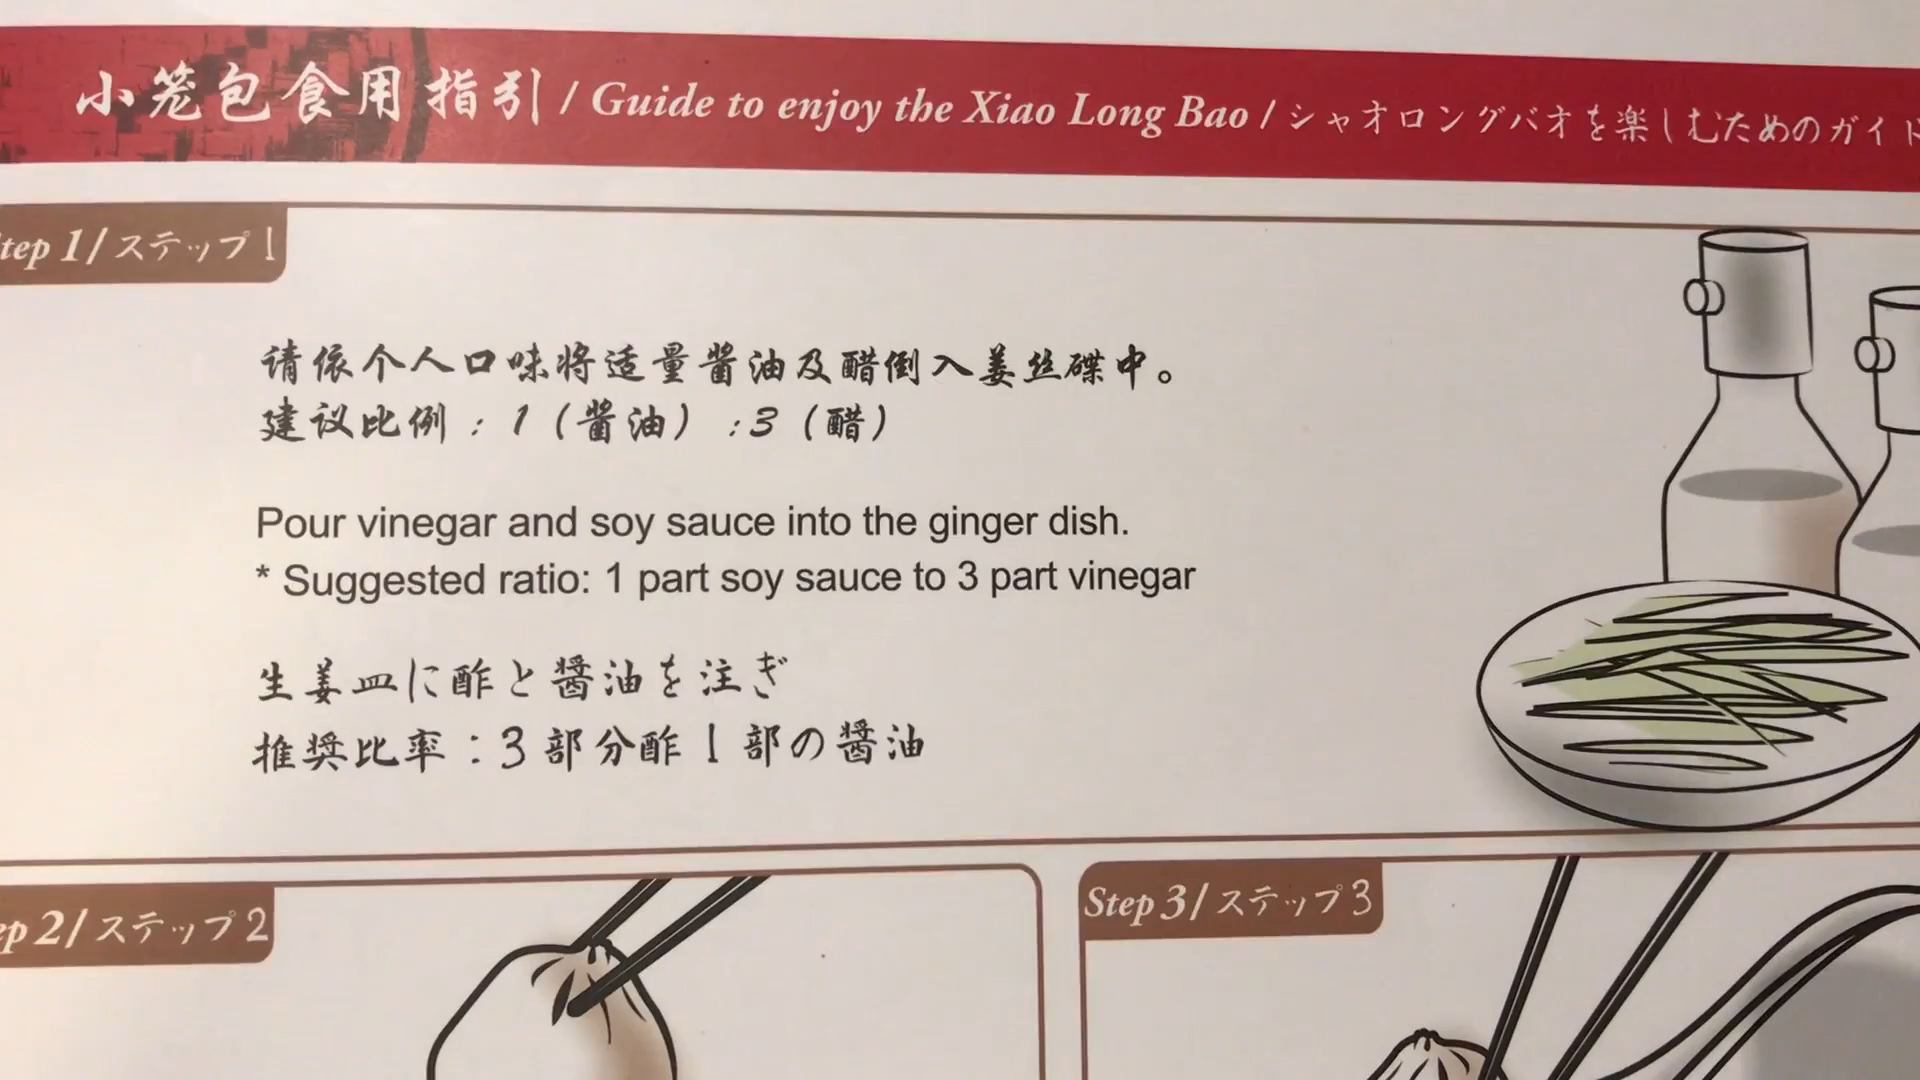 小笼包食用指引 / Guide to enjoy the Xiao Long Bao / シャオロングバオを楽しむためのガイド
tep 1/ ステップ1
请依个人口味将适量酱油及醋倒入姜丝碟中。
建议比例：1（酱油）:3（醋）
Pour vinegar and soy sauce into the ginger dish.
* Suggested ratio: 1 part soy sauce to 3 part vinegar
生姜皿に酢と醤油を注ぎ
推奨比率：3部分酢1部の醤油
ep 2/ ステップ2
Step 3/ ステップ3